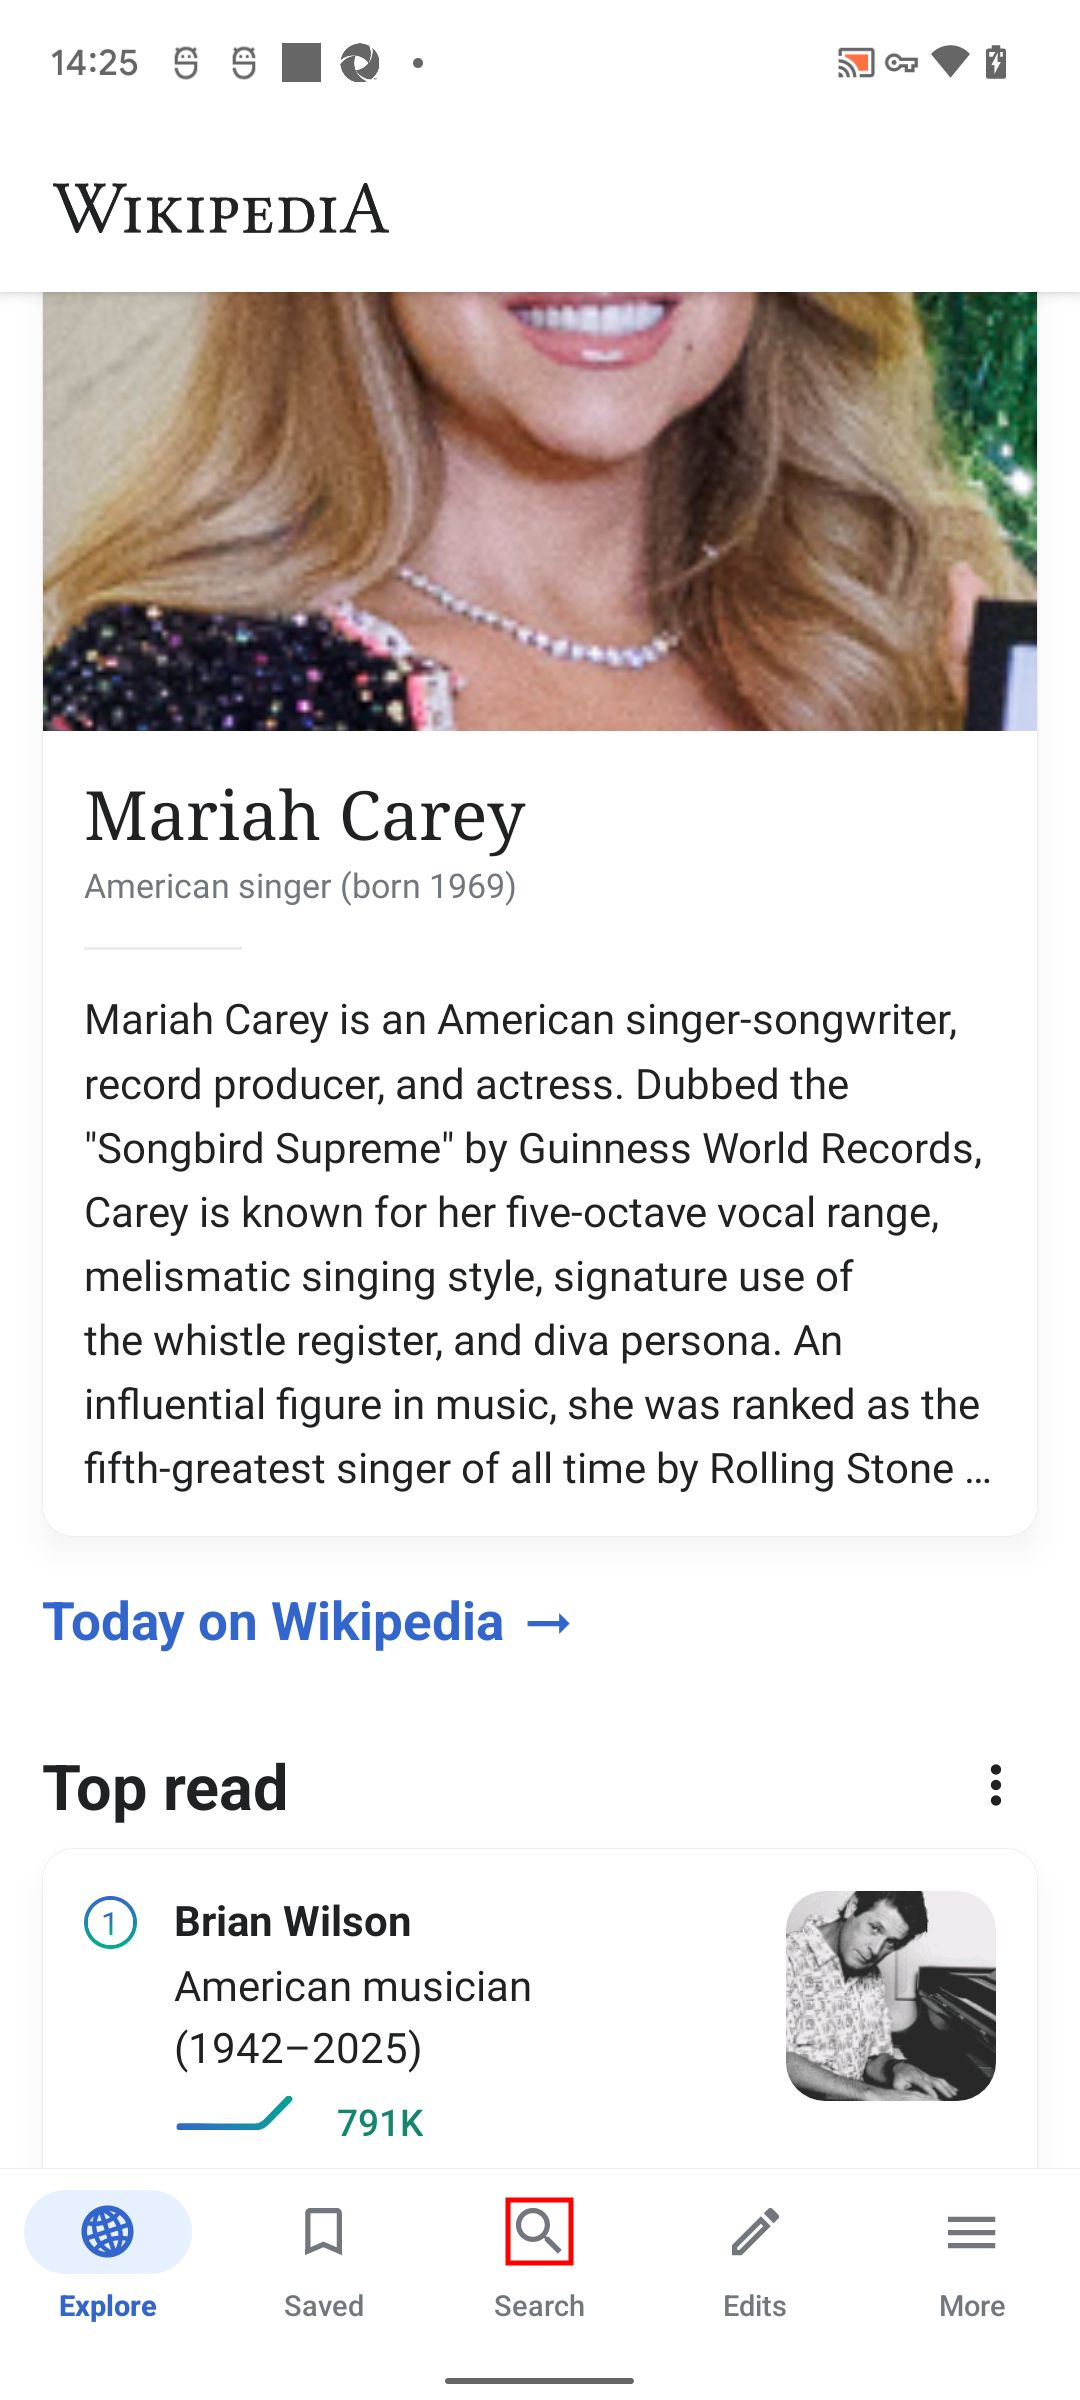 14:25
WIKIPEDIA
Mariah Carey
American singer (born 1969)
Mariah Carey is an American singer-songwriter,
record producer, and actress. Dubbed the
"Songbird Supreme" by Guinness World Records,
Carey is known for her five-octave vocal range,
melismatic singing style, signature use of
the whistle register, and diva persona. An
influential figure in music, she was ranked as the
fifth-greatest singer of all time by Rolling Stone ...
Today on Wikipedia →
Top read
1 Brian Wilson
American musician
(1942–2025)
791K
Explore Saved Search Edits More